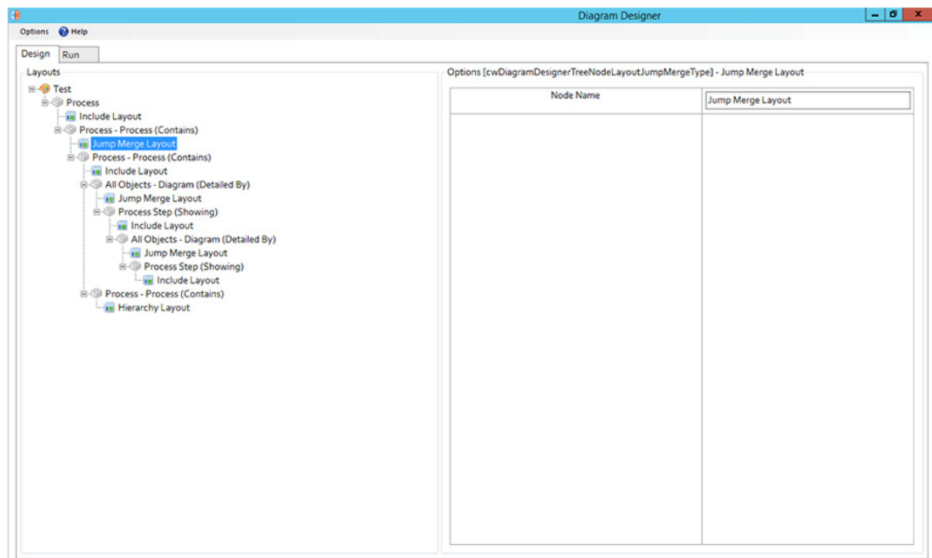 Diagram Designer
Options Help
Design Run
Layouts
Test
Process
Include Layout
Process - Process (Contains)
Jump Merge Layout
Process - Process (Contains)
Include Layout
All Objects - Diagram (Detailed By)
Jump Merge Layout
Process Step (Showing)
Include Layout
All Objects - Diagram (Detailed By)
Jump Merge Layout
Process Step (Showing)
Include Layout
Process - Process (Contains)
Hierarchy Layout
Options [cwDiagramDesignerTreeNodeLayoutJumpMergeType] - Jump Merge Layout
Node Name Jump Merge Layout